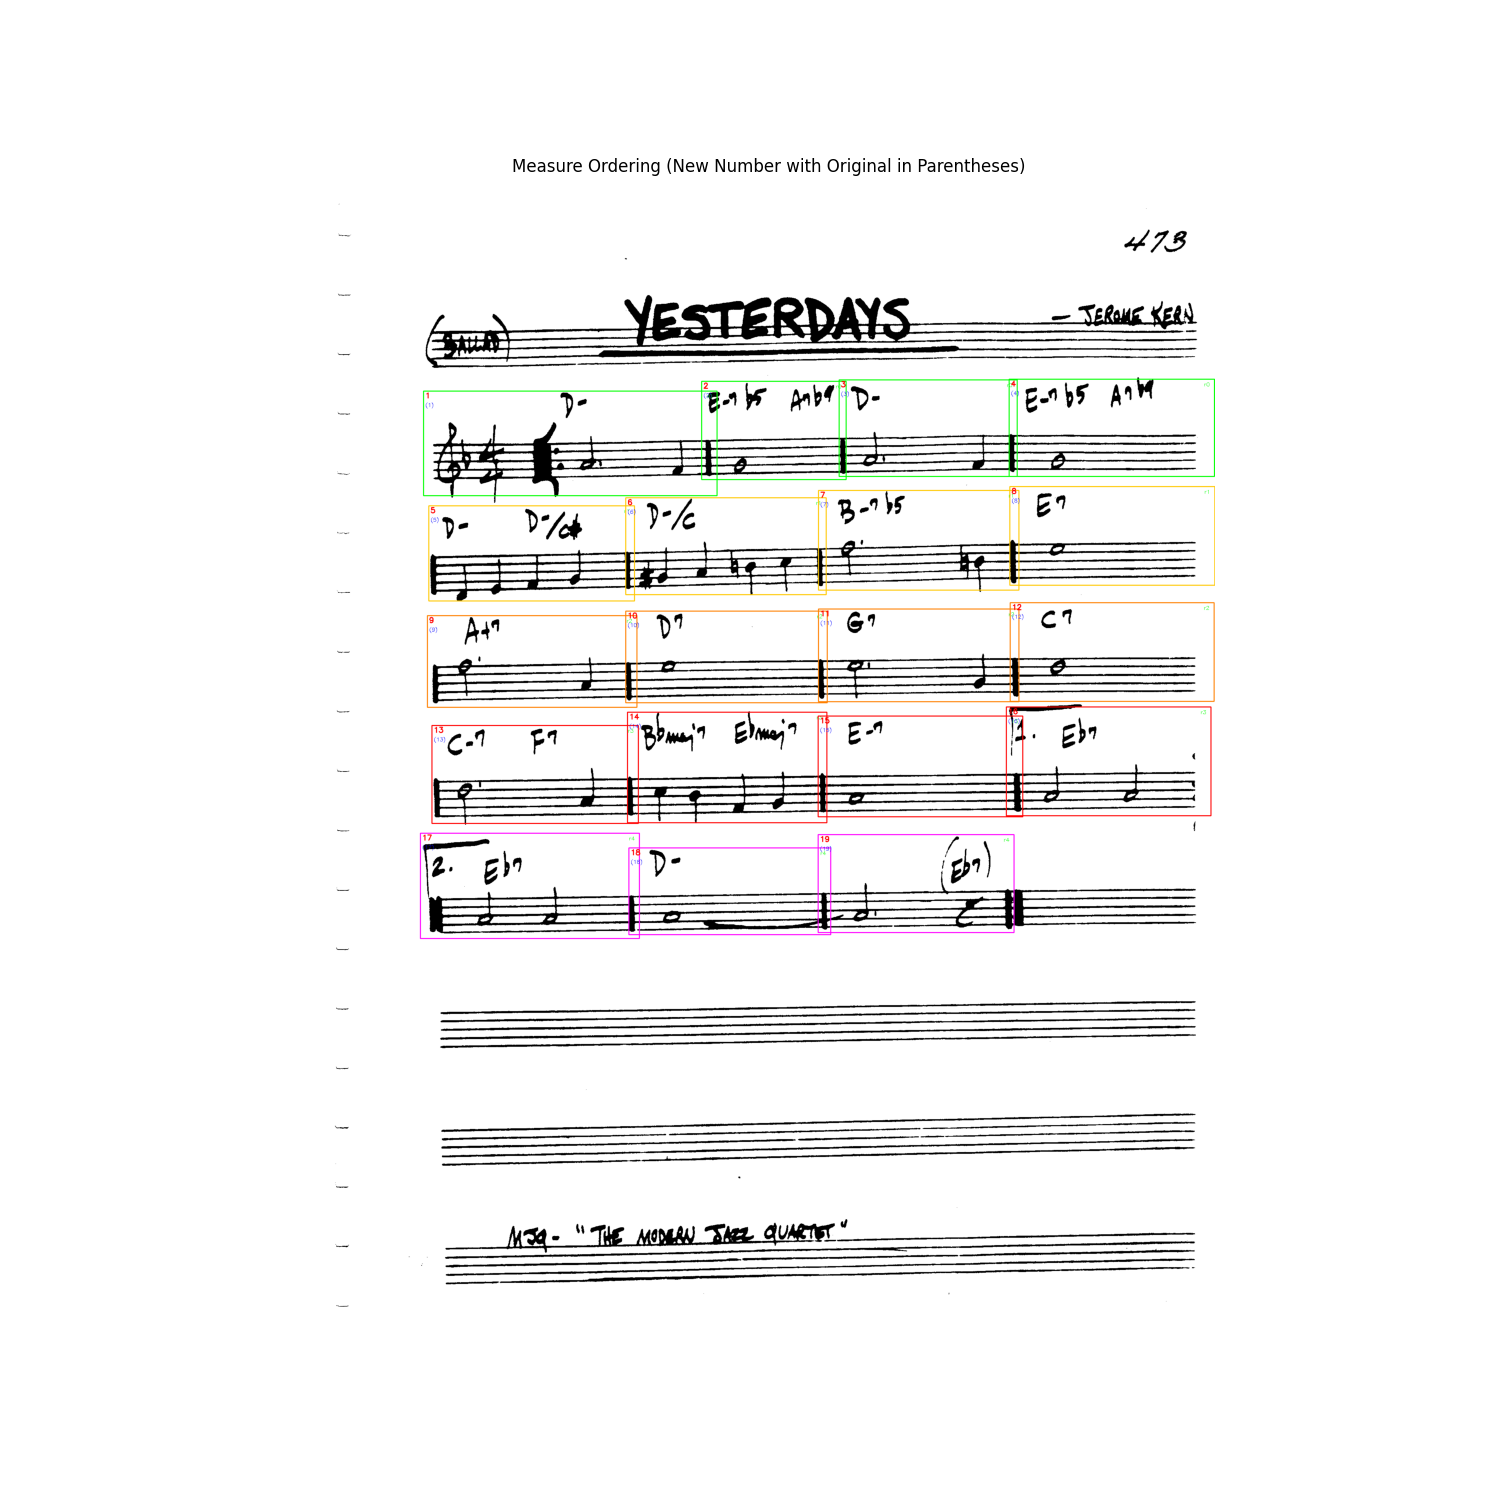 Measure Ordering (New Number with Original in Parentheses)
473
(BALLAD) YESTERDAYS — JEROME KERN
1 2 3 4
(1) (3) (4)
D- E-7b5 A7b9 D- E-7b5 A7b9
5 6 7 8
(5) (6) (7) (8)
D- D-/C# D-/C B-7b5 E7
9 10 11 12
(9) (10) (11) (12)
A+7 D7 G7 C7
13 14 15 16
(13) (14) (15) (16)
C-7 F7 Bbmaj7 Ebmaj7 E-7 1. Eb7
17 18 19
(18) (19)
2. Eb7 D- (Eb7)
MJQ - "THE MODERN JAZZ QUARTET"